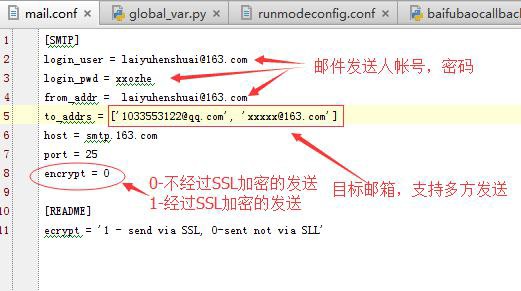 mail.conf × global_var.py × runmodeconfig.conf × baifubaocallback
1 [SMTP]
2 login_user = laiyuhenshuai@163.com
邮件发送人帐号，密码
3 login_pwd = xxozhe
4 from_addr = laiyuhenshuai@163.com
5 to_addrs = ['1033553122@qq.com', 'xxxxx@163.com']
6 host = smtp.163.com
7 port = 25
8 encrypt = 0
0-不经过SSL加密的发送
目标邮箱，支持多方发送
9
1-经过SSL加密的发送
10 [README]
11 ecrypt = '1 - send via SSL, 0-sent not via SLL'